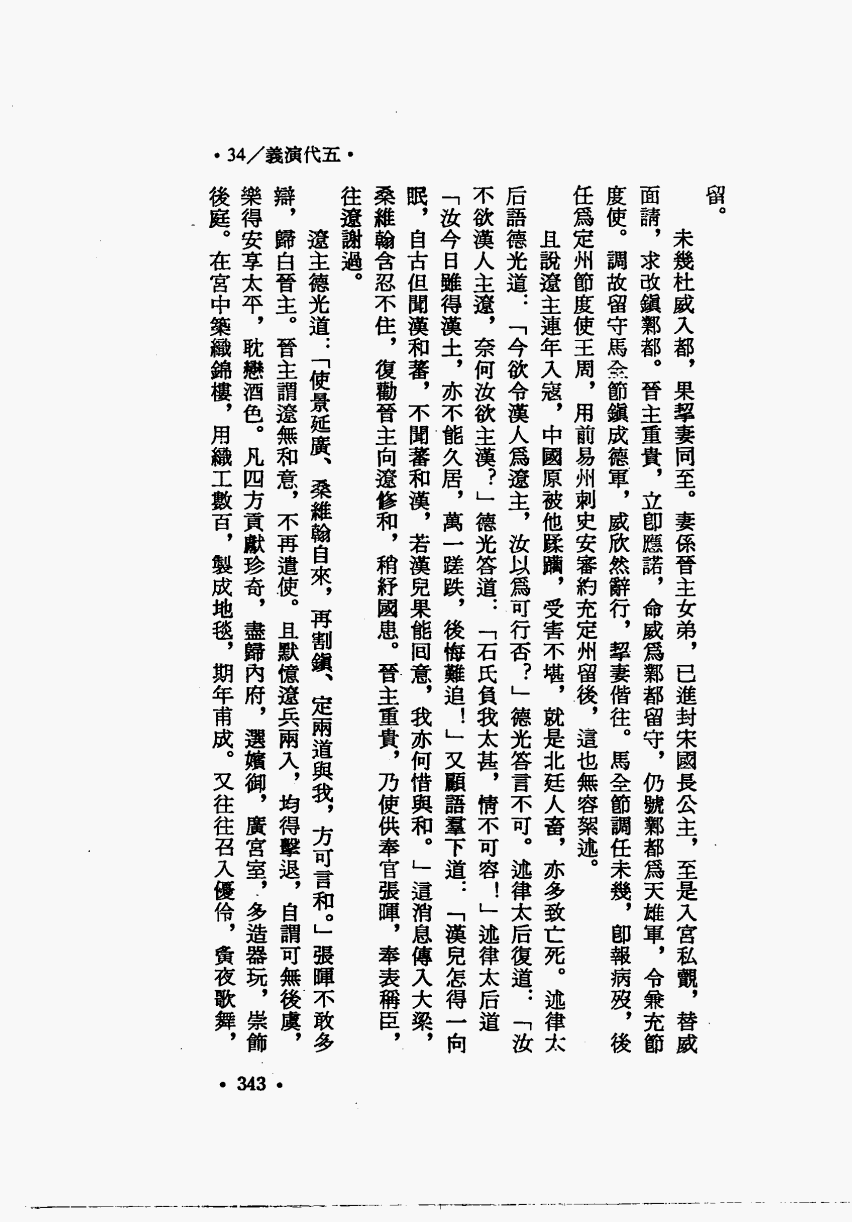 •34／義演代五•
留。
未幾杜威入都，果挈妻同至。妻係晉主女弟，已進封宋國長公主，至是入宮私覿，替威
面請，求改鎭鄴都。晉主重貴，立卽應諾，命威爲鄴都留守，仍號鄴都爲天雄軍，令兼充節
度使。調故留守馬全節鎭成德軍，威欣然辭行，挈妻偕往。馬全節調任未幾，卽報病歿，後
任爲定州節度使王周，用前易州刺史安審約充定州留後，這也無容絮述。
且說遼主連年入寇，中國原被他蹂躪，受害不堪，就是北廷人畜，亦多致亡死。述律太
后語德光道：「今欲令漢人爲遼主，汝以爲可行否？」德光答言不可。述律太后復道：「汝
不欲漢人主遼，奈何汝欲主漢？」德光答道：「石氏負我太甚，情不可容！」述律太后道
「汝今日雖得漢土，亦不能久居，萬一蹉跌，後悔難追！」又顧語羣下道：「漢兒怎得一向
眠，自古但聞漢和蕃，不聞蕃和漢，若漢兒果能回意，我亦何惜與和。」這消息傳入大梁，
桑維翰含忍不住，復勸晉主向遼修和，稍紓國患。晉主重貴，乃使供奉官張暉，奉表稱臣，
往遼謝過。
遼主德光道：「使景延廣、桑維翰自來，再割鎭、定兩道與我，方可言和。」張暉不敢多
辯，歸白晉主。晉主謂遼無和意，不再遣使。且默憶遼兵兩入，均得擊退，自謂可無後虞，
樂得安享太平，耽戀酒色。凡四方貢獻珍奇，盡歸內府，選嬪御，廣宮室，多造器玩，崇飾
後庭。在宮中築織錦樓，用織工數百，製成地毯，期年甫成。又往往召入優伶，夤夜歌舞，
•343•